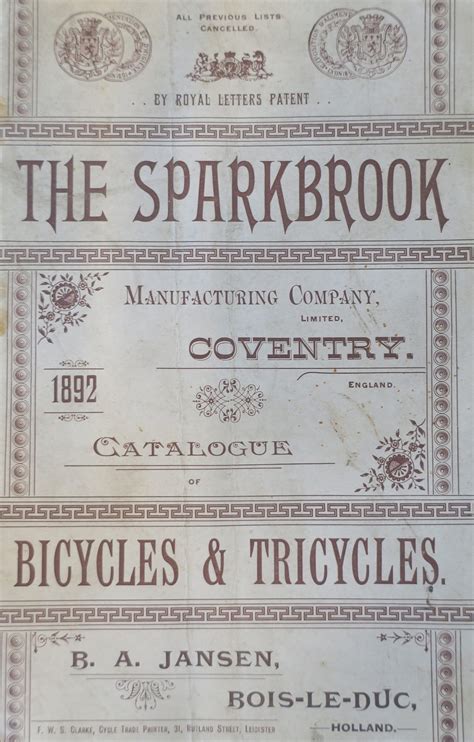 ALL PREVIOUS LISTS
CANCELLED.
BY ROYAL LETTERS PATENT
THE SPARKBROOK
MANUFACTURING COMPANY,
LIMITED,
COVENTRY.
ENGLAND.
1892
CATALOGUE
OF
BICYCLES & TRICYCLES.
B. A. JANSEN,
BOIS-LE-DUC,
HOLLAND.
F. W. S. CLARKE, CYCLE TRADE PRINTER, 31, RUTLAND STREET, LEICESTER